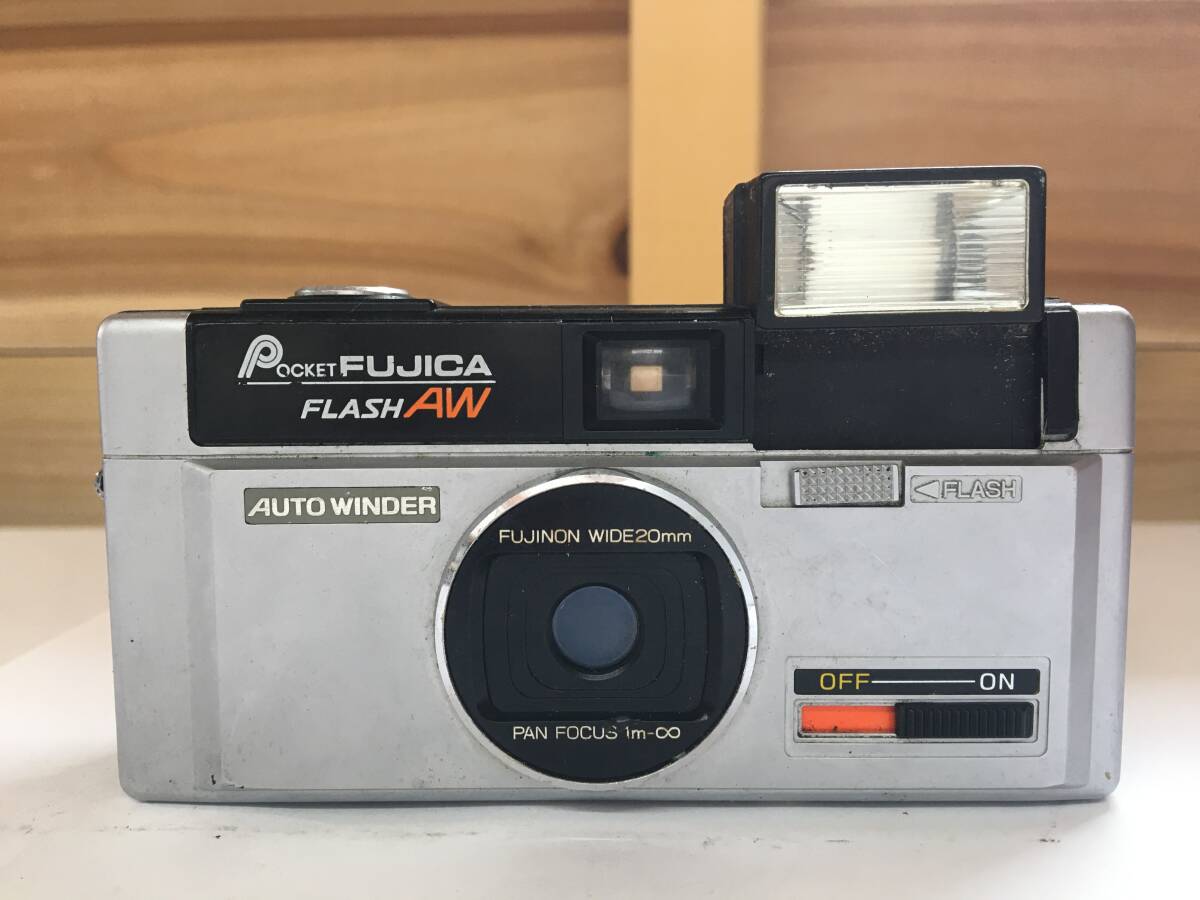 POCKET FUJICA
FLASH AW
AUTO WINDER
FLASH
FUJINON WIDE20mm
PAN FOCUS 1m-∞
OFF ON